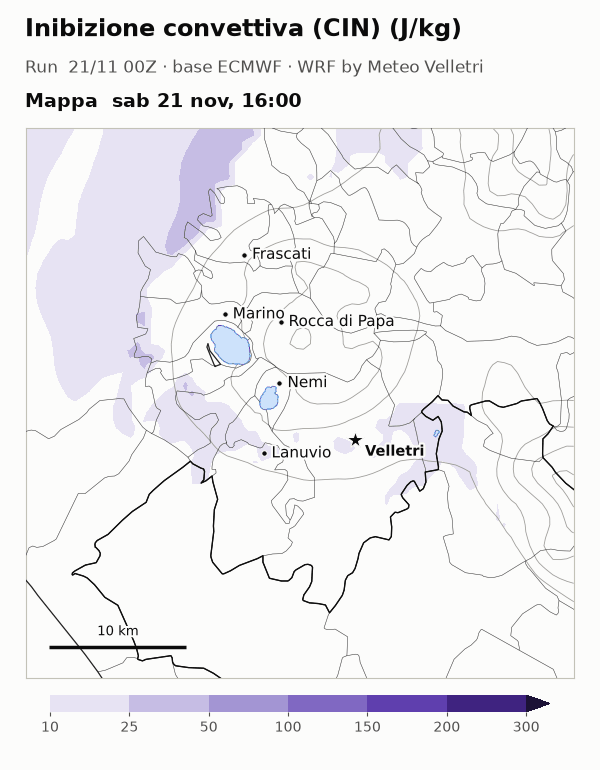 Inibizione convettiva (CIN) (J/kg)
Run  21/11 00Z · base ECMWF · WRF by Meteo Velletri
Mappa  sab 21 nov, 16:00
Frascati
Marino
Rocca di Papa
Nemi
Velletri
Lanuvio
10 km
10 25 50 100 150 200 300